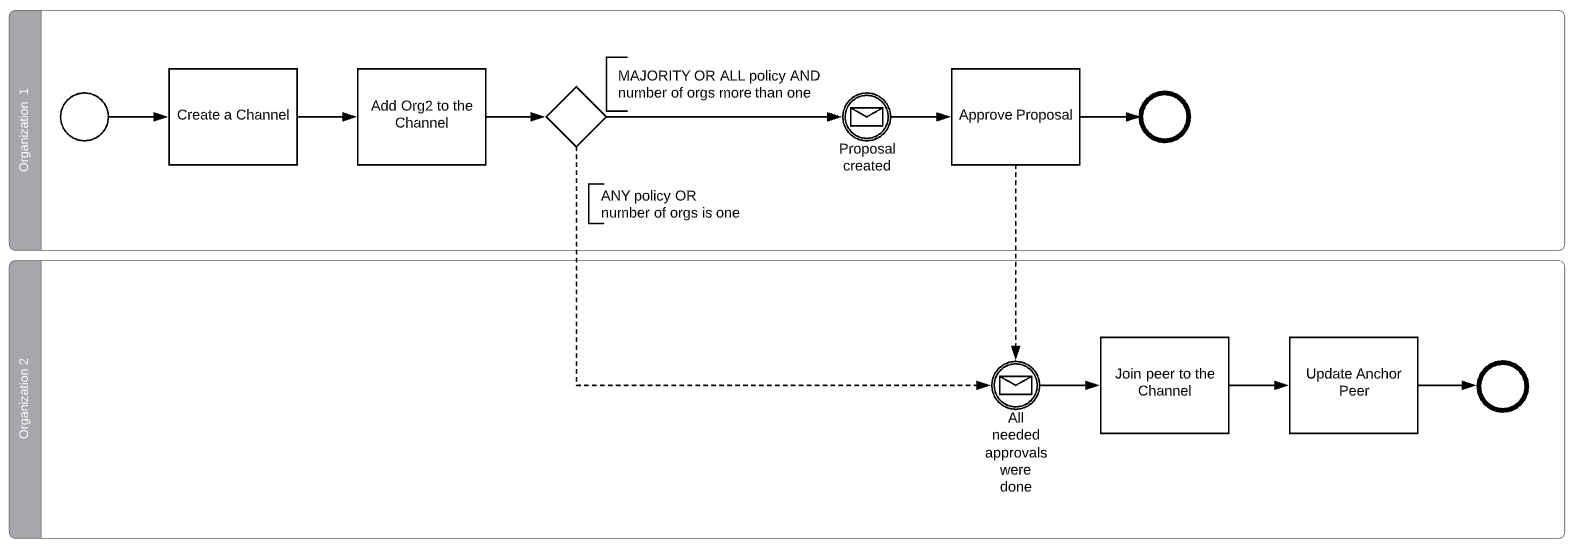 Organization 1
Create a Channel
Add Org2 to the
Channel
MAJORITY OR ALL policy AND
number of orgs more than one
ANY policy OR
number of orgs is one
Proposal
created
Approve Proposal
Organization 2
All
needed
approvals
were
done
Join peer to the
Channel
Update Anchor
Peer